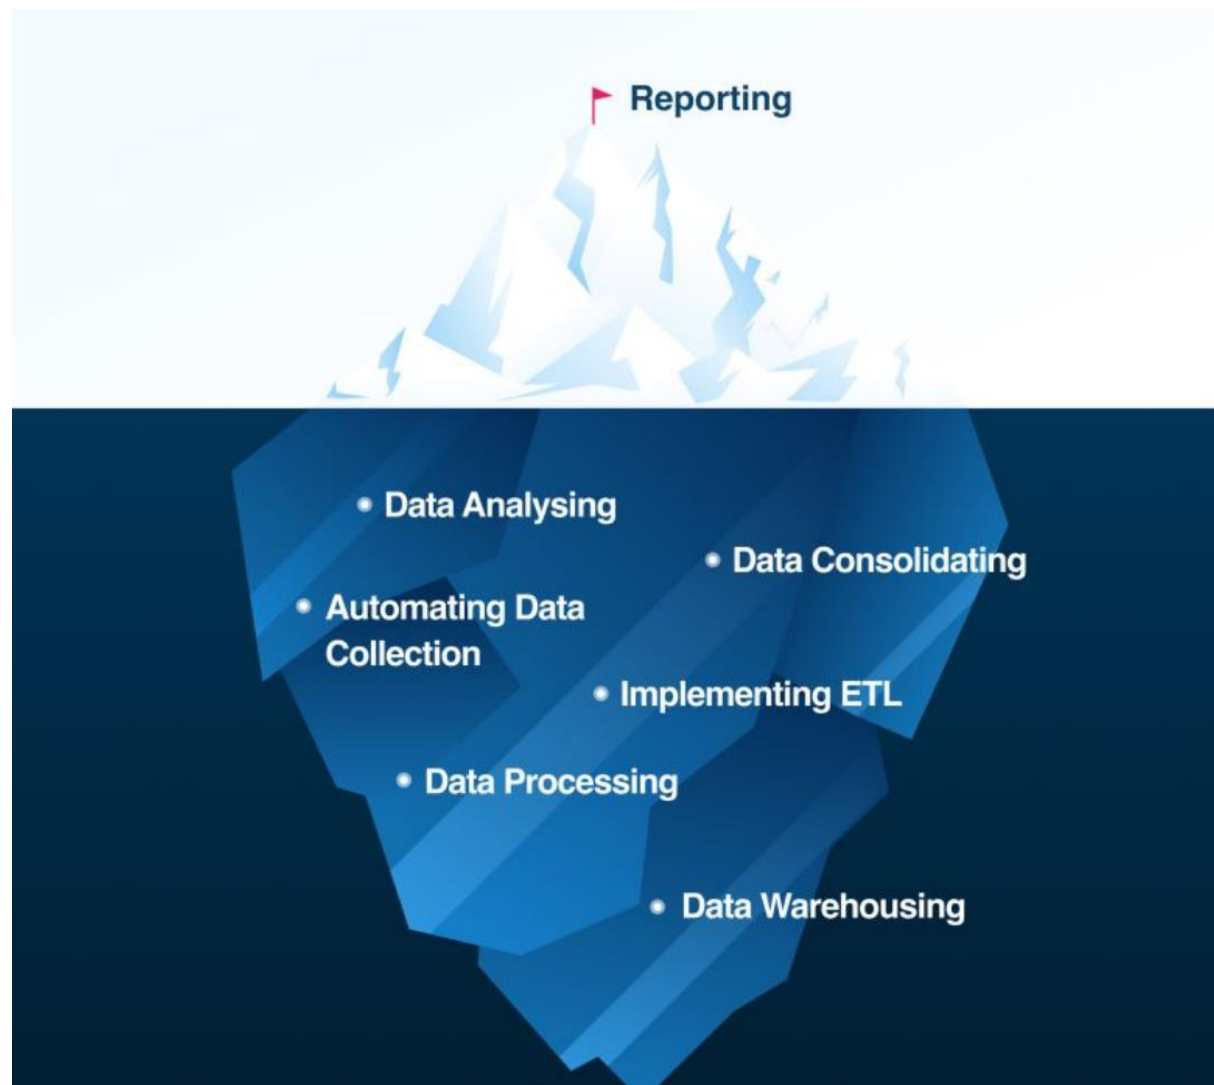 Reporting
Data Analysing
Data Consolidating
Automating Data
Collection
Implementing ETL
Data Processing
Data Warehousing